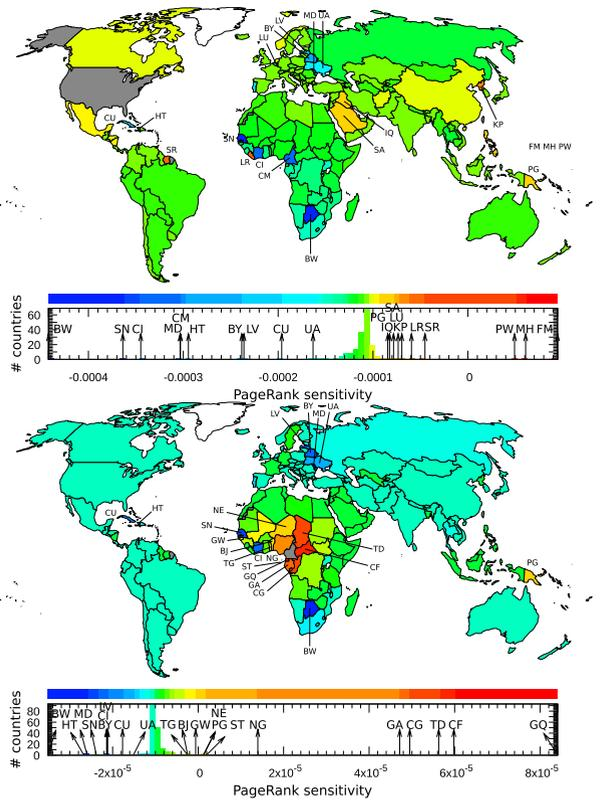 LV MD UA
BY
LU
CU HT
SN
SR
LR CI
CM
IQ
SA
KP
FM MH PW
PG
BW
# countries
60
40
20
0
CM SA
PG LU
BW SN CI MD HT BY LV CU UA IQ KP LR SR PW MH FM
-0.0004 -0.0003 -0.0002 -0.0001 0
PageRank sensitivity
BY UA
LV MD
CU HT
NE
SN
GW
BJ
TG CI NG
ST
GQ
GA
CG
TD
CF
PG
BW
# countries
80
60
40
20
0
CI NE
BW MD
HT SN BY CU UA TG BJ GW PG ST NG GA CG TD CF GQ
-2x10-5 0 2x10-5 4x10-5 6x10-5 8x10-5
PageRank sensitivity